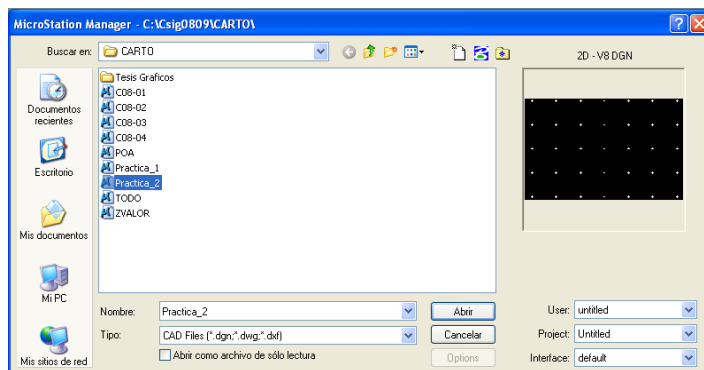 MicroStation Manager - C:\Csig0809\CARTO\
Buscar en: CARTO
2D - V8 DGN
Documentos recientes
Escritorio
Mis documentos
Mi PC
Mis sitios de red
Tesis Graficos
C08-01
C08-02
C08-03
C08-04
POA
Practica_1
Practica_2
TODO
ZVALOR
Nombre: Practica_2 Abrir
Tipo: CAD Files (*.dgn;*.dwg;*.dxf) Cancelar
Abrir como archivo de sólo lectura Options
User: untitled
Project: Untitled
Interface: default